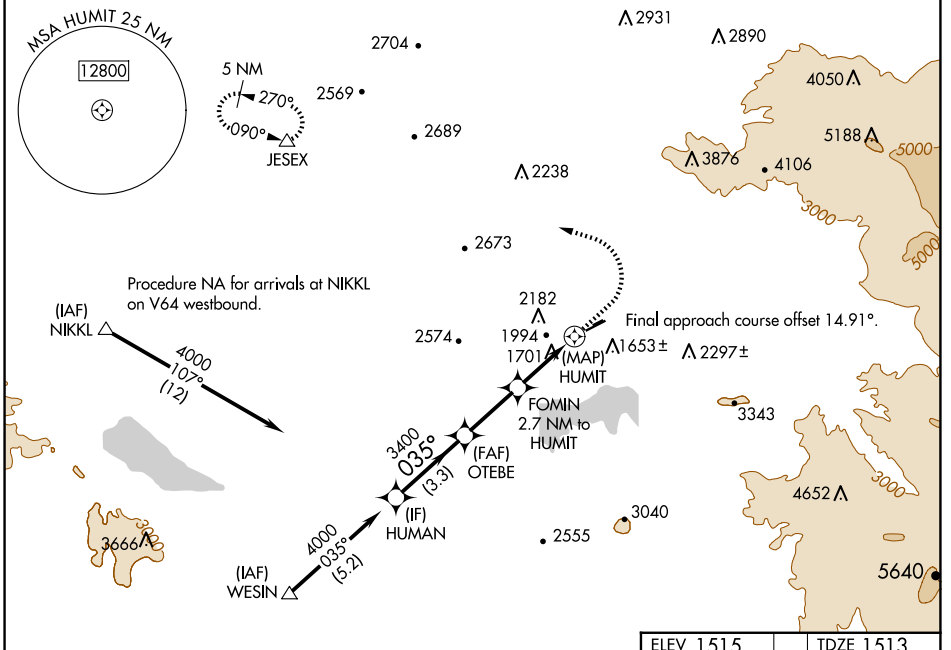 MSA HUMIT 25 NM
12800
5 NM
270°
090°
JESEX
2704
2569
2689
2931
2890
4050
5188
5000
3876
4106
3000
5000
2238
2673
Procedure NA for arrivals at NIKKL
on V64 westbound.
(IAF)
NIKKL
4000
107°
(12)
2182
2574
1994
1701
(MAP)
HUMIT
Final approach course offset 14.91°.
1653±
2297±
FOMIN
2.7 NM to
HUMIT
3343
3400
035°
(3.3)
(FAF)
OTEBE
(IF)
HUMAN
4000
035°
(5.2)
(IAF)
WESIN
3666
2555
3040
4652
3000
5640
ELEV 1515
TDZE 1513